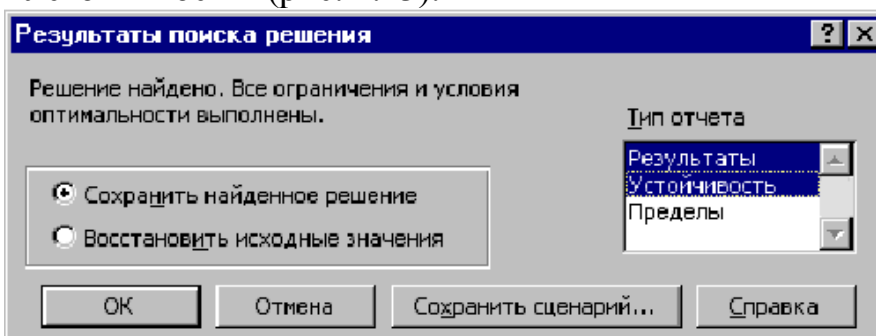 (рис.
Результаты поиска решения
Решение найдено. Все ограничения и условия
оптимальности выполнены.
Тип отчета
Результаты
Устойчивость
Пределы
Сохранить найденное решение
Восстановить исходные значения
ОК
Отмена
Сохранить сценарий...
Справка